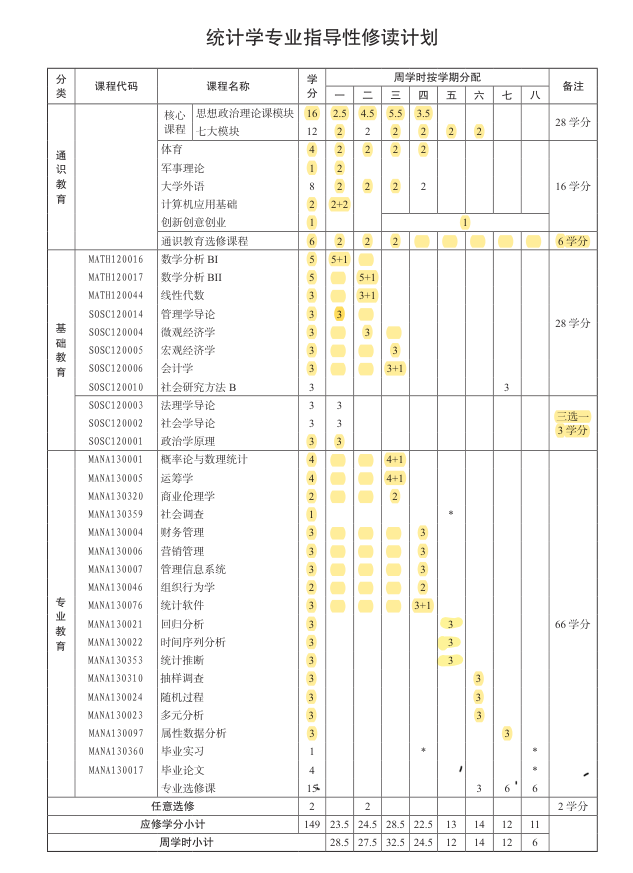 统计学专业指导性修读计划
分类 课程代码 课程名称 学分 周学时按学期分配 备注
一 二 三 四 五 六 七 八
通识教育 核心课程 思想政治理论课模块 16 2.5 4.5 5.5 3.5 28 学分
七大模块 12 2 2 2 2 2 2
体育 4 2 2 2 2 16 学分
军事理论 1 2
大学外语 8 2 2 2 2
计算机应用基础 2 2+2
创新创意创业 1 1
通识教育选修课程 6 2 2 2 6 学分
基础教育 MATH120016 数学分析 BI 5 5+1 28 学分
MATH120017 数学分析 BII 5 5+1
MATH120044 线性代数 3 3+1
SOSC120014 管理学导论 3 3
SOSC120004 微观经济学 3 3
SOSC120005 宏观经济学 3 3
SOSC120006 会计学 3 3+1
SOSC120010 社会研究方法 B 3 3
SOSC120003 法理学导论 3 3 三选一
SOSC120002 社会学导论 3 3 3 学分
SOSC120001 政治学原理 3 3
专业教育 MANA130001 概率论与数理统计 4 4+1 66 学分
MANA130005 运筹学 4 4+1
MANA130320 商业伦理学 2 2
MANA130359 社会调查 1 *
MANA130004 财务管理 3 3
MANA130006 营销管理 3 3
MANA130007 管理信息系统 3 3
MANA130046 组织行为学 2 2
MANA130076 统计软件 3 3+1
MANA130021 回归分析 3 3
MANA130022 时间序列分析 3 3
MANA130353 统计推断 3 3
MANA130310 抽样调查 3 3
MANA130024 随机过程 3 3
MANA130023 多元分析 3 3
MANA130097 属性数据分析 3 3
MANA130360 毕业实习 1 * *
MANA130017 毕业论文 4 *
专业选修课 15 3 6 6
任意选修 2 2 2 学分
应修学分小计 149 23.5 24.5 28.5 22.5 13 14 12 11
周学时小计 28.5 27.5 32.5 24.5 12 14 12 6